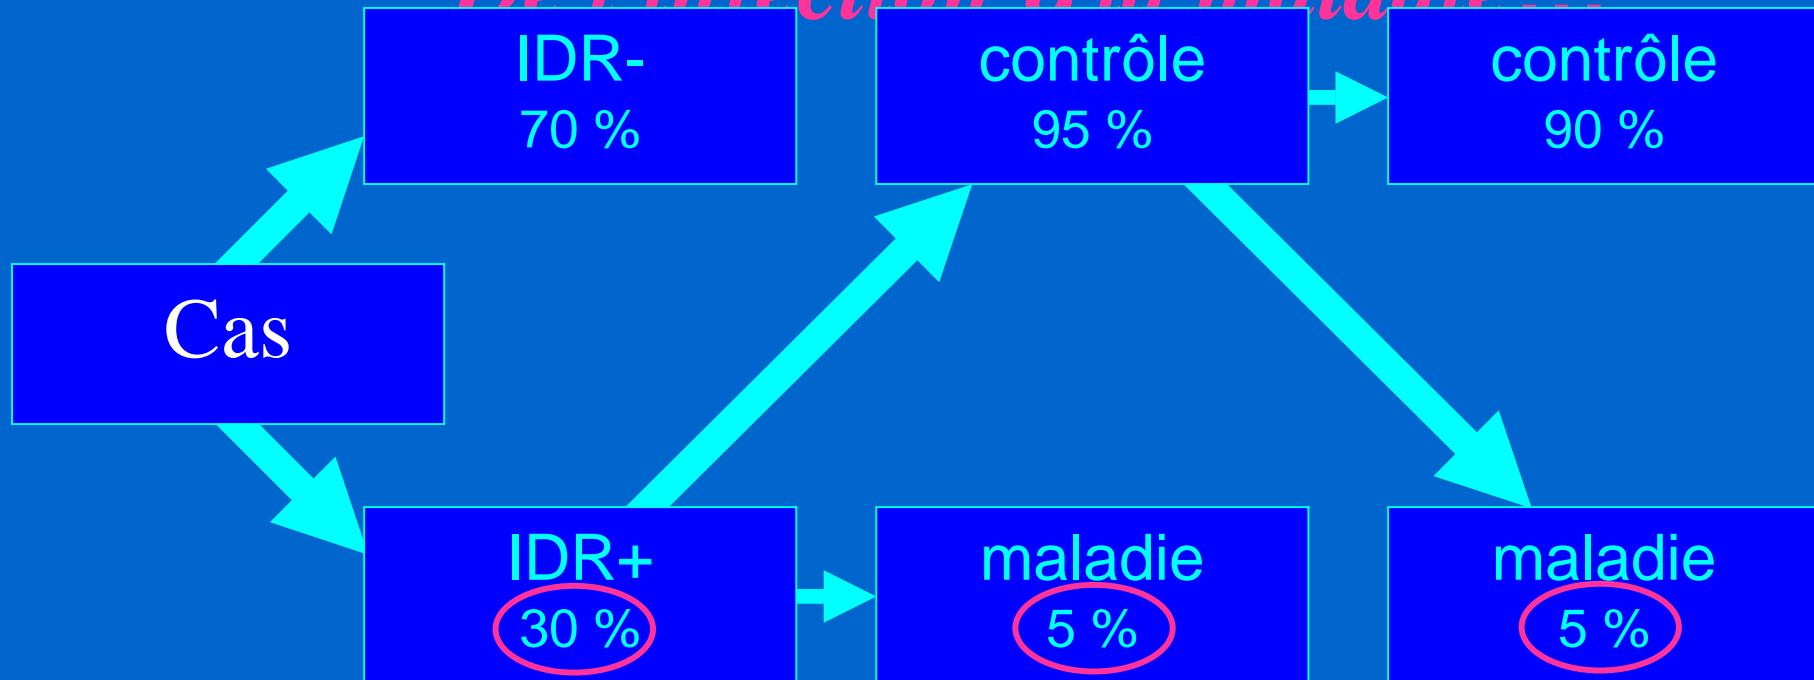 IDR-
70 %
contrôle
95 %
contrôle
90 %
Cas
IDR+
30 %
maladie
5 %
maladie
5 %